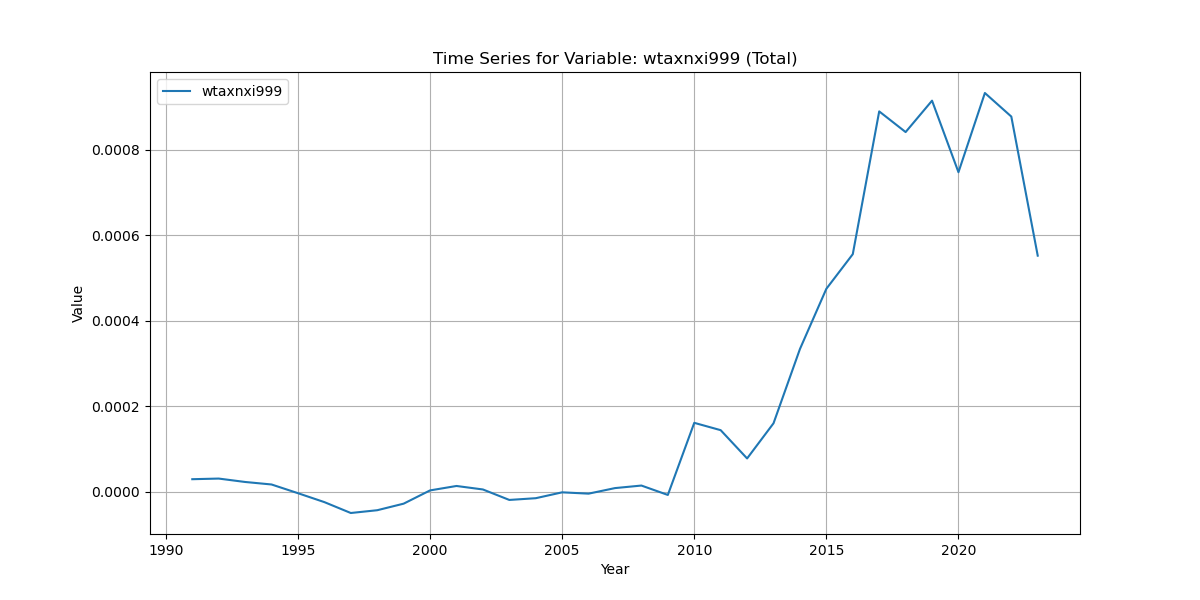 Time Series for Variable: wtaxnxi999 (Total)
wtaxnxi999
Value
0.0008
0.0006
0.0004
0.0002
0.0000
1990 1995 2000 2005 2010 2015 2020
Year